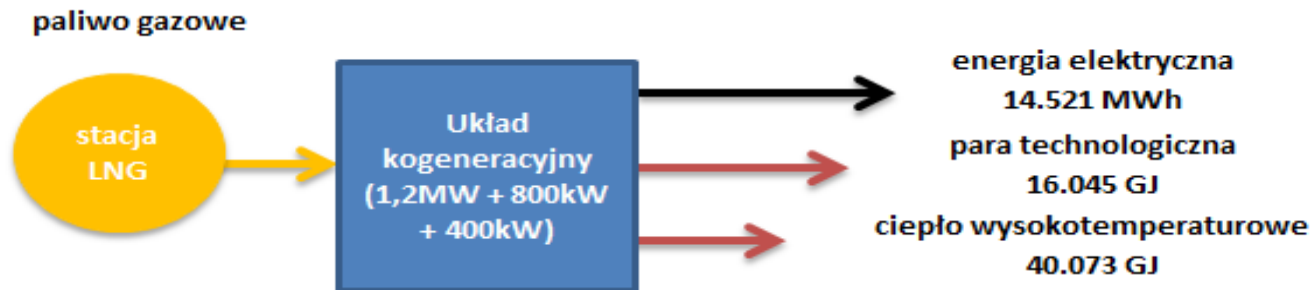 paliwo gazowe
stacja
LNG
Układ
kogeneracyjny
(1,2MW + 800kW
+ 400kW)
energia elektryczna
14.521 MWh
para technologiczna
16.045 GJ
ciepło wysokotemperaturowe
40.073 GJ